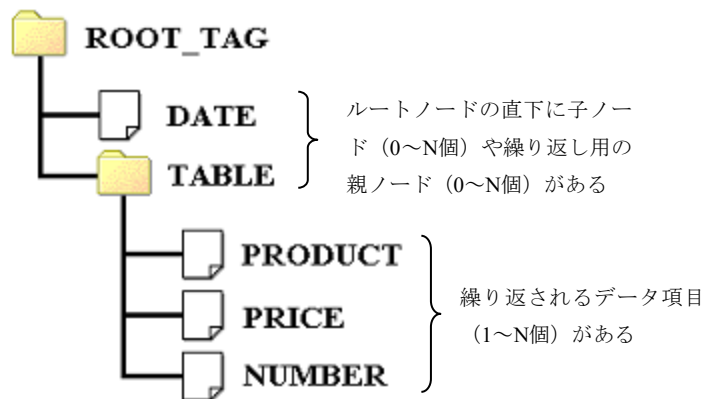 ROOT_TAG
DATE
TABLE
ルートノードの直下に子ノー
ド（0～N個）や繰り返し用の
親ノード（0～N個）がある
PRODUCT
PRICE
NUMBER
繰り返されるデータ項目
（1～N個）がある